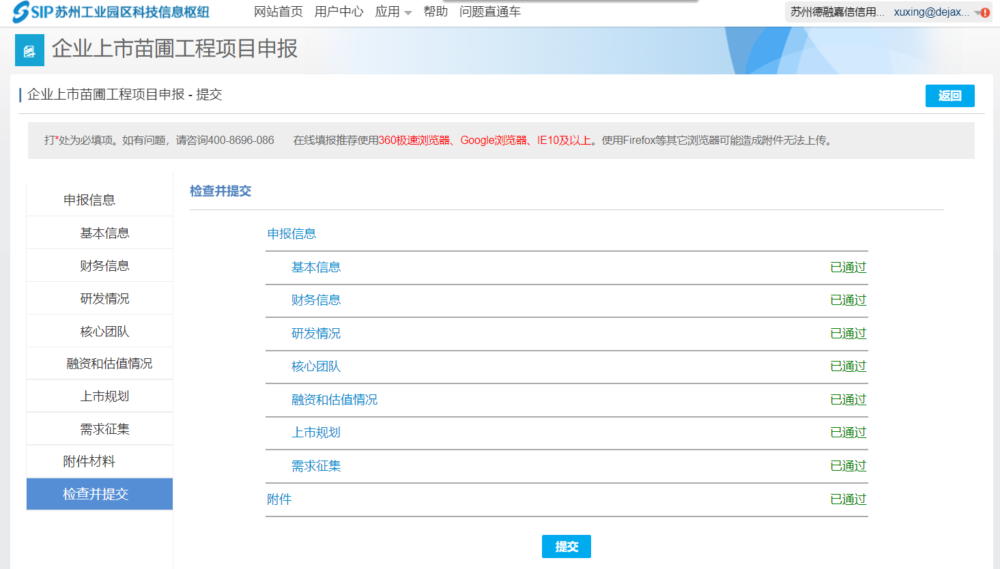 SIP苏州工业园区科技信息枢纽
网站首页 用户中心 应用 帮助 问题直通车
苏州德融嘉信信用... xuxing@dejax...
企业上市苗圃工程项目申报
企业上市苗圃工程项目申报 - 提交
返回
打*处为必填项。如有问题，请咨询400-8696-086 在线填报推荐使用360极速浏览器、Google浏览器、IE10及以上。使用Firefox等其它浏览器可能造成附件无法上传。
申报信息
基本信息
财务信息
研发情况
核心团队
融资和估值情况
上市规划
需求征集
附件材料
检查并提交
检查并提交
申报信息
基本信息 已通过
财务信息 已通过
研发情况 已通过
核心团队 已通过
融资和估值情况 已通过
上市规划 已通过
需求征集 已通过
附件 已通过
提交